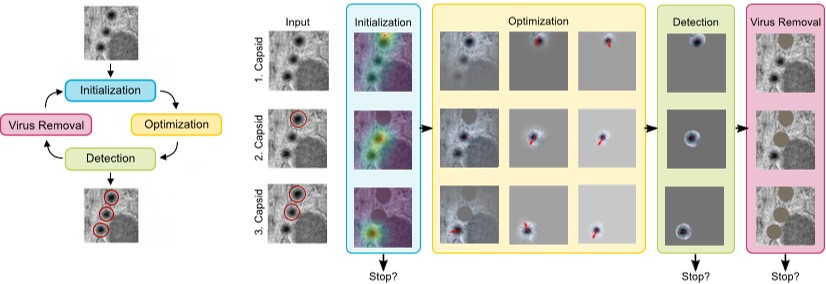 Initialization
Virus Removal
Optimization
Detection
Input
Initialization
Optimization
Detection
Virus Removal
1. Capsid
2. Capsid
3. Capsid
Stop?
Stop?
Stop?